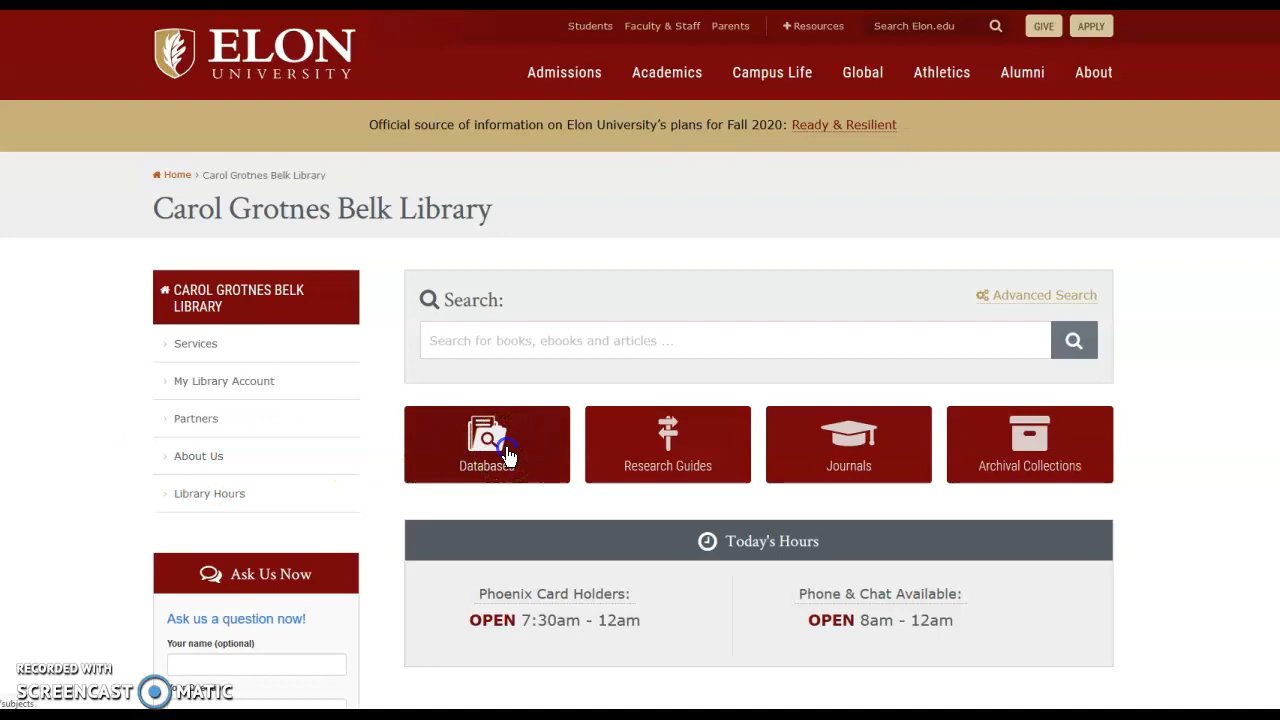 Students Faculty & Staff Parents Resources Search Elon.edu GIVE APPLY
ELON
UNIVERSITY
Admissions Academics Campus Life Global Athletics Alumni About
Official source of information on Elon University's plans for Fall 2020: Ready & Resilient
Home › Carol Grotnes Belk Library
Carol Grotnes Belk Library
CAROL GROTNES BELK
LIBRARY
Services
My Library Account
Partners
About Us
Library Hours
Search:
Advanced Search
Search for books, ebooks and articles ...
Databases
Research Guides
Journals
Archival Collections
Today's Hours
Phoenix Card Holders:
OPEN 7:30am - 12am
Phone & Chat Available:
OPEN 8am - 12am
Ask Us Now
Ask us a question now!
Your name (optional)
RECORDED WITH
SCREENCAST MATIC
/subjects